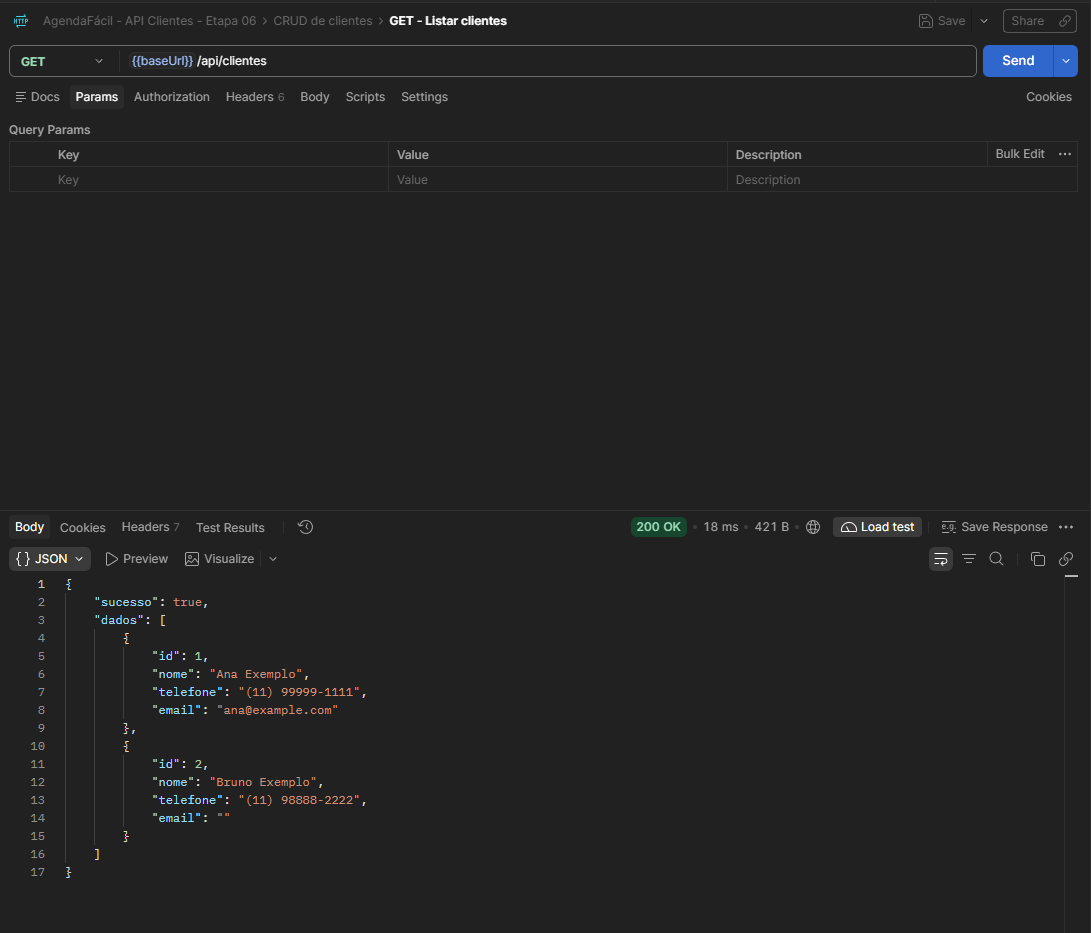 HTTP AgendaFácil - API Clientes - Etapa 06 > CRUD de clientes > GET - Listar clientes Save Share
GET {{baseUrl}} /api/clientes Send
Docs Params Authorization Headers 6 Body Scripts Settings Cookies
Query Params
Key Value Description Bulk Edit ...
Key Value Description
Body Cookies Headers 7 Test Results 200 OK • 18 ms • 421 B • Load test e.g. Save Response ...
{} JSON Preview Visualize
1 {
2 "sucesso": true,
3 "dados": [
4 {
5 "id": 1,
6 "nome": "Ana Exemplo",
7 "telefone": "(11) 99999-1111",
8 "email": "ana@example.com"
9 },
10 {
11 "id": 2,
12 "nome": "Bruno Exemplo",
13 "telefone": "(11) 98888-2222",
14 "email": ""
15 }
16 ]
17 }